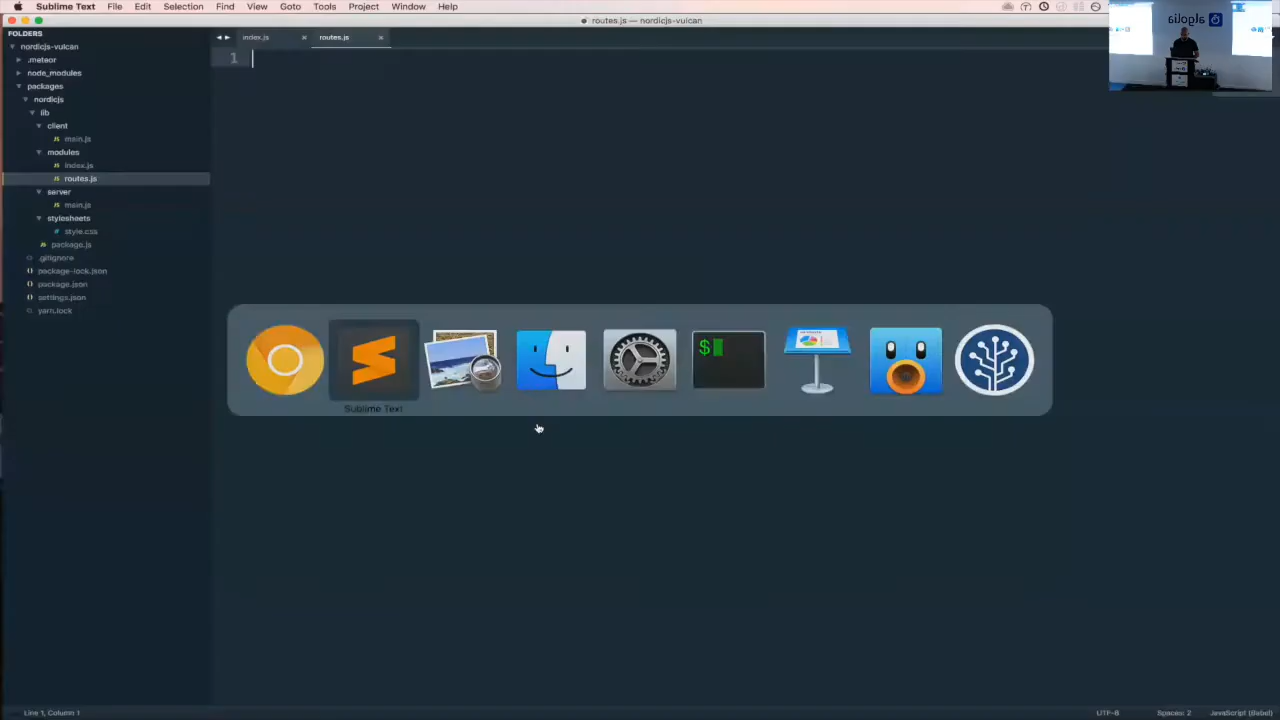 Sublime Text File Edit Selection Find View Goto Tools Project Window Help
routes.js — nordicjs-vulcan
algolia
FOLDERS
nordicjs-vulcan
.meteor
node_modules
packages
nordicjs
lib
client
main.js
modules
index.js
routes.js
server
main.js
stylesheets
style.css
package.js
.gitignore
package-lock.json
package.json
settings.json
yarn.lock
index.js × routes.js ×
1
$
Sublime Text
Line 1, Column 1
UTF-8 Spaces: 2 JavaScript (Babel)